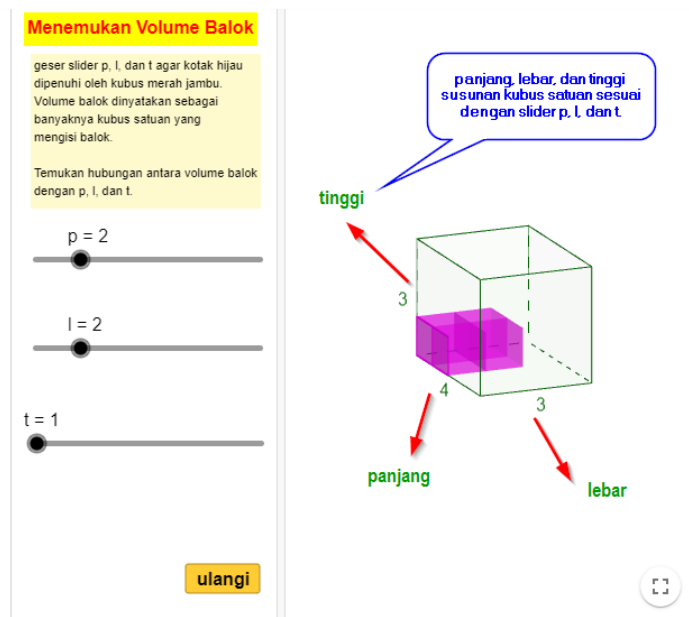 Menemukan Volume Balok
geser slider p, l, dan t agar kotak hijau
dipenuhi oleh kubus merah jambu.
Volume balok dinyatakan sebagai
banyaknya kubus satuan yang
mengisi balok.
Temukan hubungan antara volume balok
dengan p, l, dan t.
p = 2
l = 2
t = 1
ulangi
panjang, lebar, dan tinggi
susunan kubus satuan sesuai
dengan slider p, l, dan t.
tinggi
3
4
3
panjang
lebar